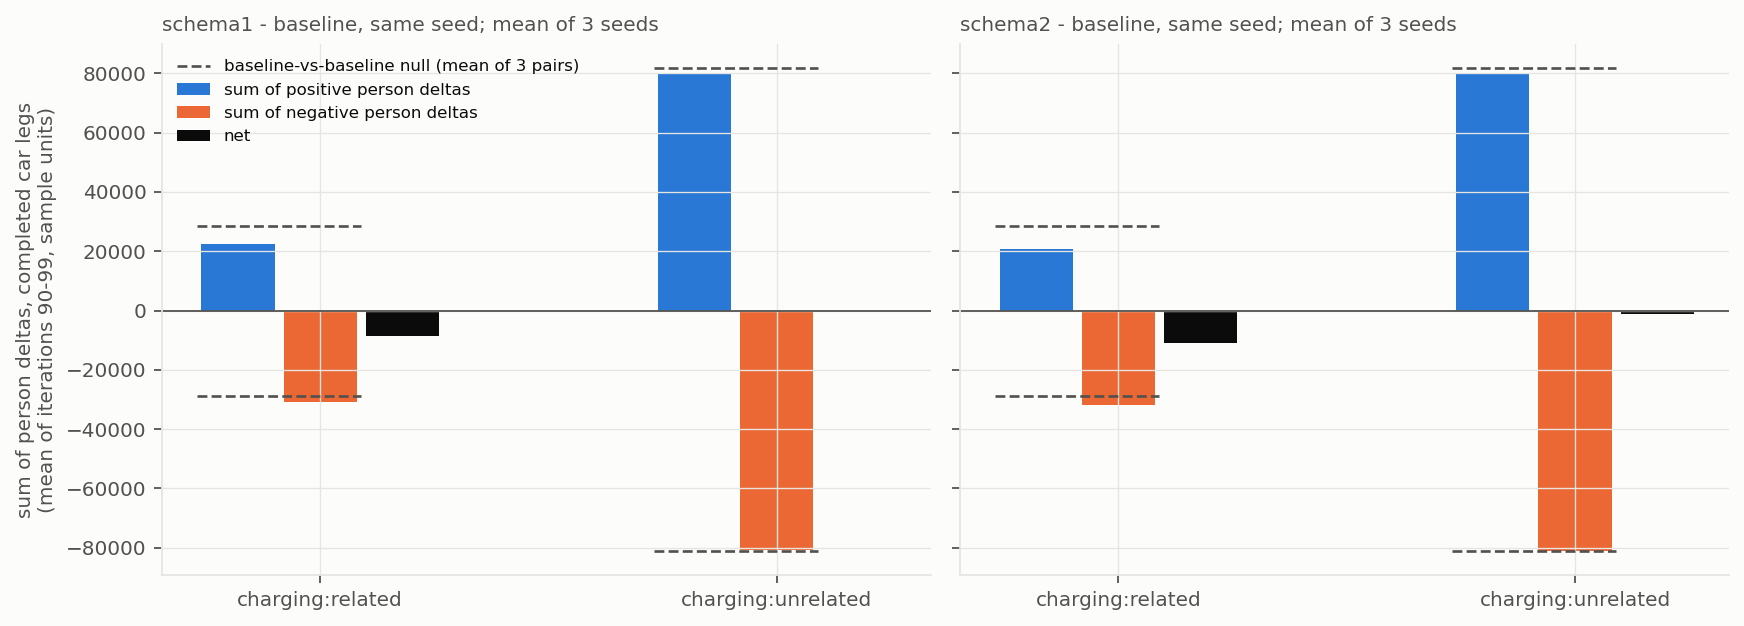 schema1 - baseline, same seed; mean of 3 seeds
schema2 - baseline, same seed; mean of 3 seeds
sum of person deltas, completed car legs
(mean of iterations 90-99, sample units)
80000
60000
40000
20000
0
−20000
−40000
−60000
−80000
baseline-vs-baseline null (mean of 3 pairs)
sum of positive person deltas
sum of negative person deltas
net
charging:related
charging:unrelated
charging:related
charging:unrelated